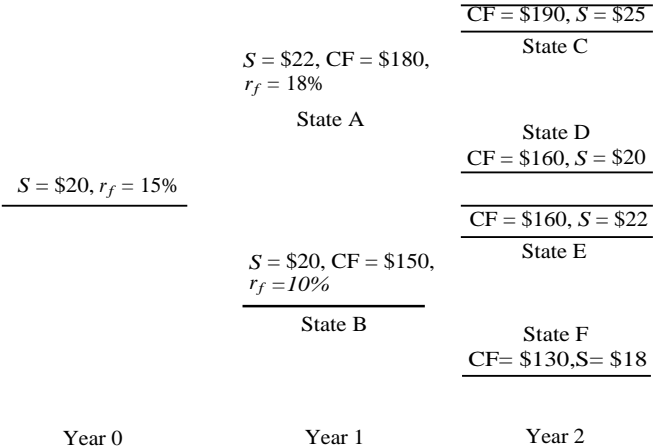 CF = $190, S = $25
State C
S = $22, CF = $180,
r_f = 18%
State A
State D
CF = $160, S = $20
S = $20, r_f = 15%
CF = $160, S = $22
State E
S = $20, CF = $150,
r_f =10%
State B
State F
CF= $130,S= $18
Year 0 Year 1 Year 2